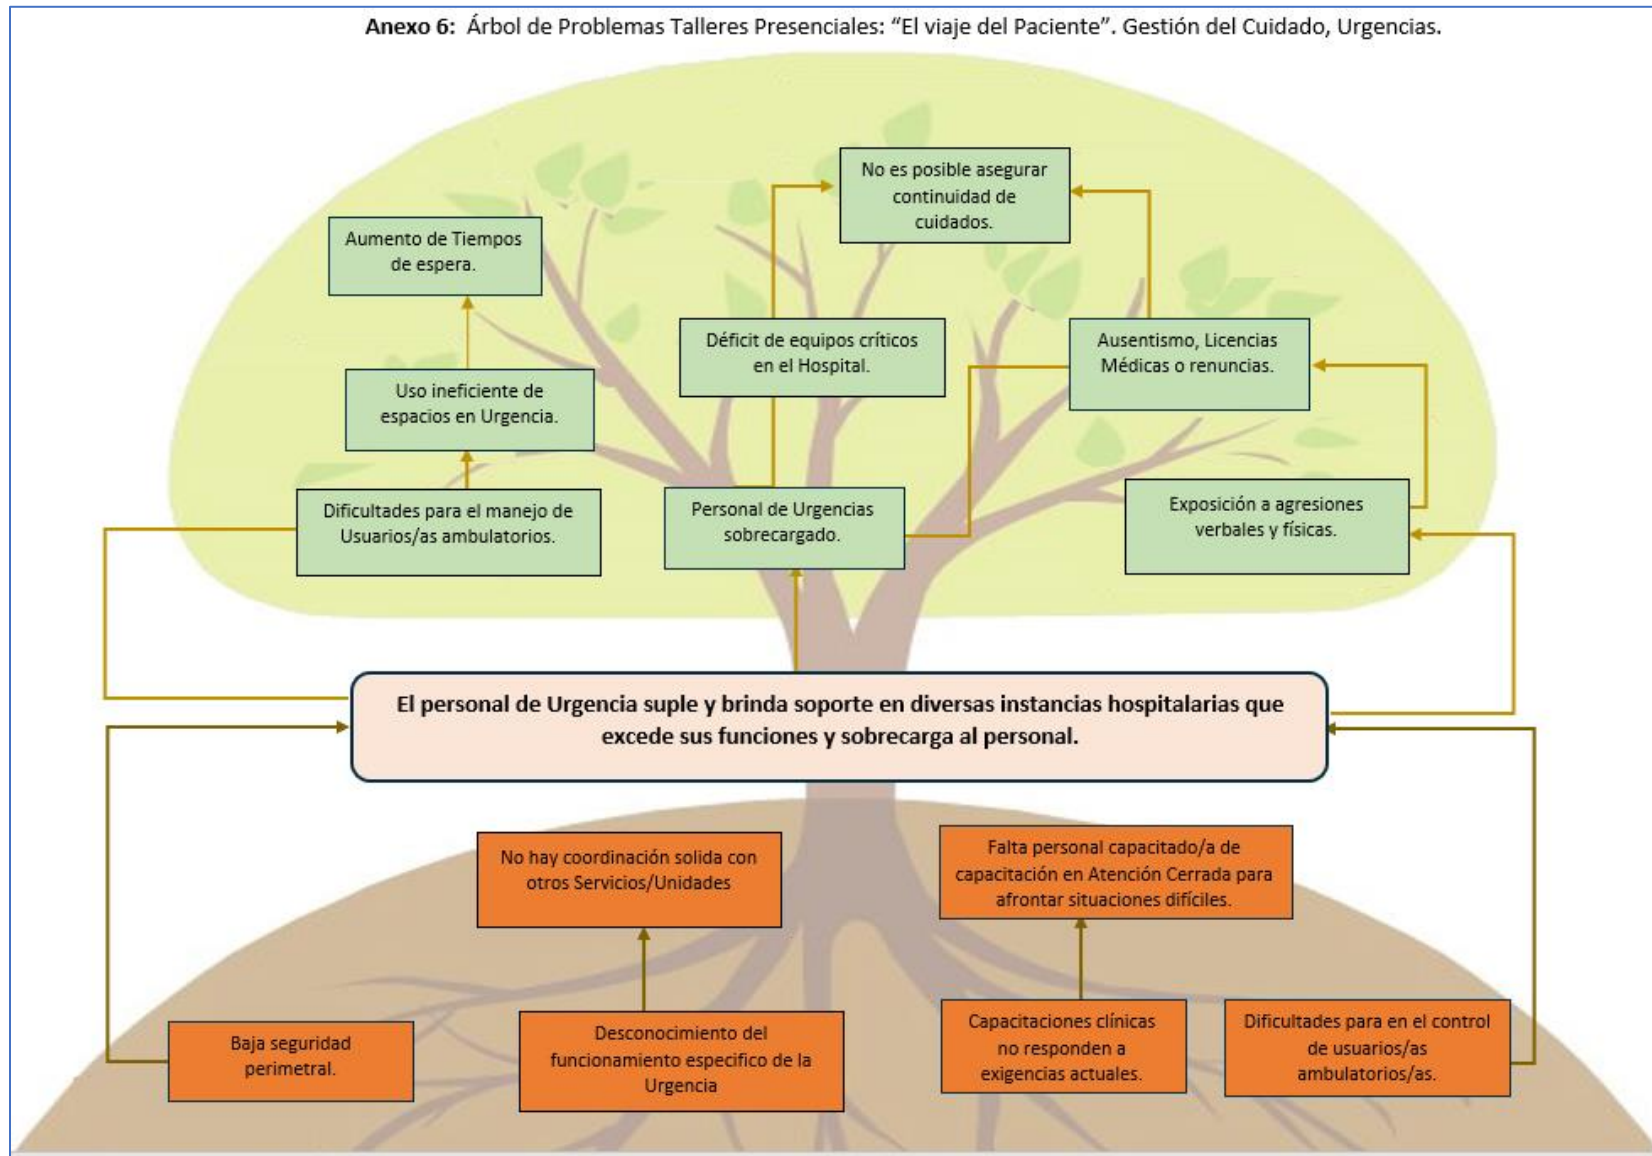 Anexo 6: Árbol de Problemas Talleres Presenciales: “El viaje del Paciente”. Gestión del Cuidado, Urgencias.
No es posible asegurar
continuidad de
cuidados.
Aumento de Tiempos
de espera.
Déficit de equipos críticos
en el Hospital.
Ausentismo, Licencias
Médicas o renuncias.
Uso ineficiente de
espacios en Urgencia.
Dificultades para el manejo de
Usuarios/as ambulatorios.
Personal de Urgencias
sobrecargado.
Exposición a agresiones
verbales y físicas.
El personal de Urgencia suple y brinda soporte en diversas instancias hospitalarias que
excede sus funciones y sobrecarga al personal.
No hay coordinación solida con
otros Servicios/Unidades
Falta personal capacitado/a de
capacitación en Atención Cerrada para
afrontar situaciones difíciles.
Baja seguridad
perimetral.
Desconocimiento del
funcionamiento especifico de la
Urgencia
Capacitaciones clínicas
no responden a
exigencias actuales.
Dificultades para en el control
de usuarios/as
ambulatorios/as.